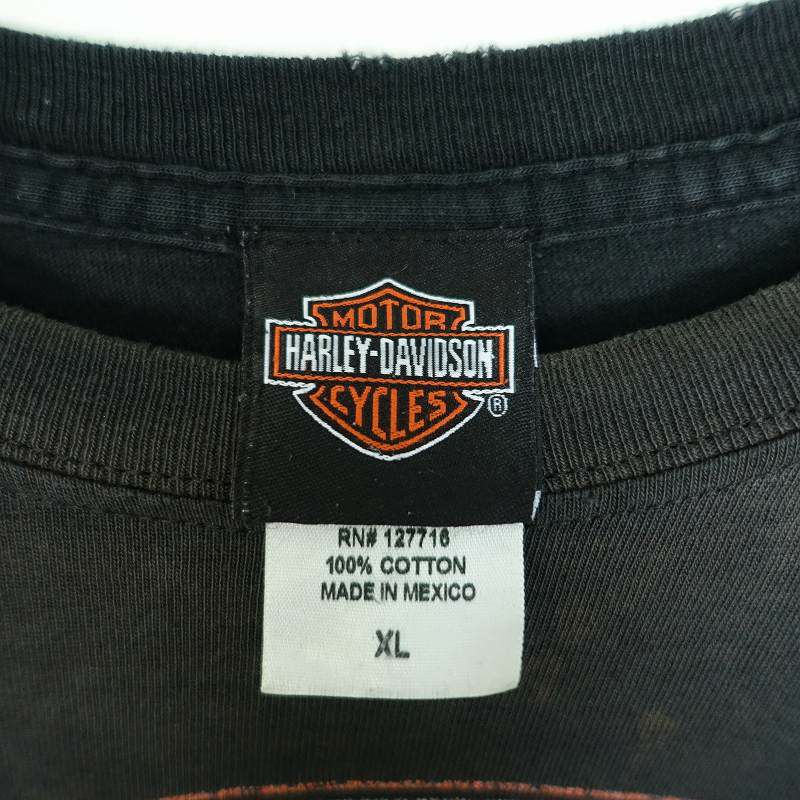 MOTOR
HARLEY-DAVIDSON
CYCLES
®
RN# 127716
100% COTTON
MADE IN MEXICO
XL